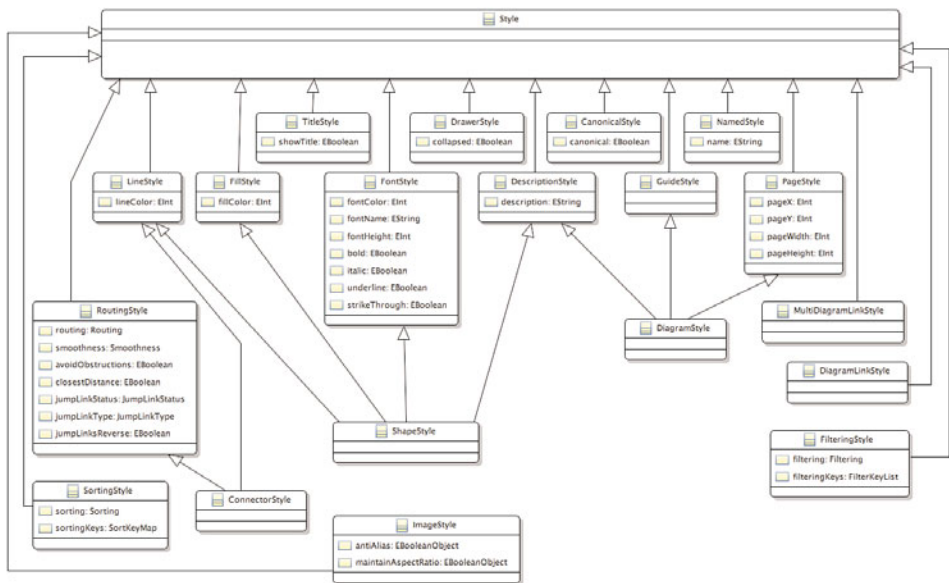 Style
TitleStyle
showTitle: EBoolean
DrawerStyle
collapsed: EBoolean
CanonicalStyle
canonical: EBoolean
NamedStyle
name: EString
LineStyle
lineColor: EInt
FillStyle
fillColor: EInt
FontStyle
fontColor: EInt
fontName: EString
fontHeight: EInt
bold: EBoolean
italic: EBoolean
underline: EBoolean
strikeThrough: EBoolean
DescriptionStyle
description: EString
GuideStyle
PageStyle
pageX: EInt
pageY: EInt
pageWidth: EInt
pageHeight: EInt
RoutingStyle
routing: Routing
smoothness: Smoothness
avoidObstructions: EBoolean
closestDistance: EBoolean
jumpLinkStatus: JumpLinkStatus
jumpLinkType: JumpLinkType
jumpLinksReverse: EBoolean
DiagramStyle
MultiDiagramLinkStyle
DiagramLinkStyle
ShapeStyle
FilteringStyle
filtering: Filtering
filteringKeys: FilterKeyList
SortingStyle
sorting: Sorting
sortingKeys: SortKeyMap
ConnectorStyle
ImageStyle
antiAlias: EBooleanObject
maintainAspectRatio: EBooleanObject